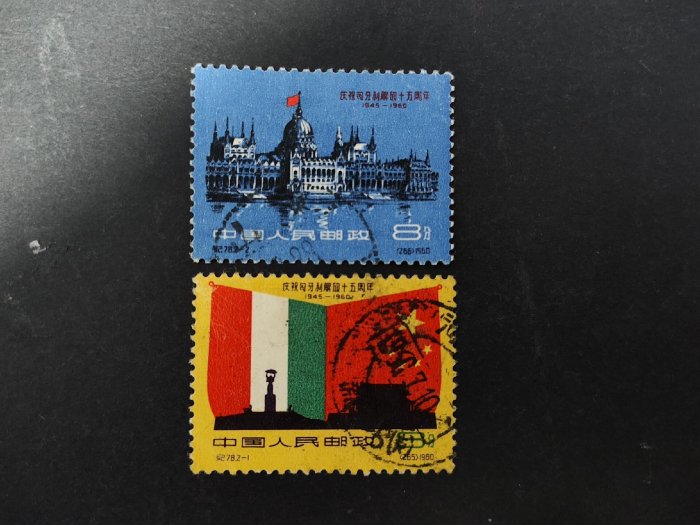 庆祝匈牙利解放十五周年
1945-1960
中国人民邮政 8分
纪78.2-2 (266)1960
庆祝匈牙利解放十五周年
1945-1960
中国人民邮政 8分
纪78.2-1 (265)1960